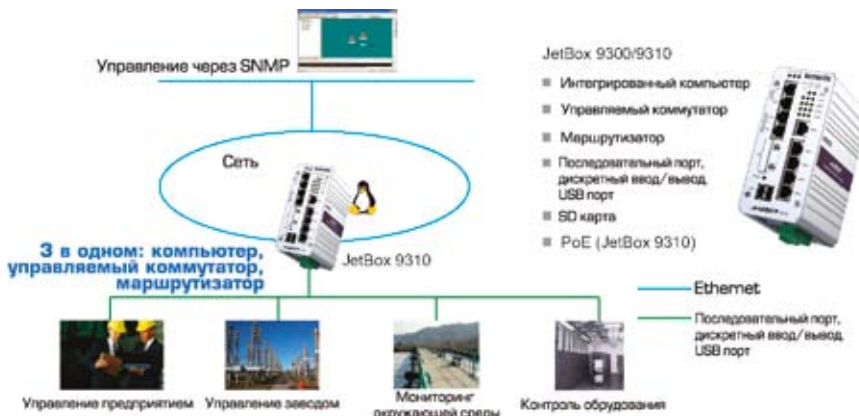 Управление через SNMP
Сеть
3 в одном: компьютер,
управляемый коммутатор,
маршрутизатор
JetBox 9310
Управление предприятием
Управление заводом
Мониторинг
окружающей среды
Контроль обрудования
JetBox 9300/9310
Интегрированный компьютер
Управляемый коммутатор
Маршрутизатор
Последовательный порт,
дискретный ввод/вывод,
USB порт
SD карта
PoE (JetBox 9310)
Ethernet
Последовательный порт,
дискретный ввод/вывод,
USB порт